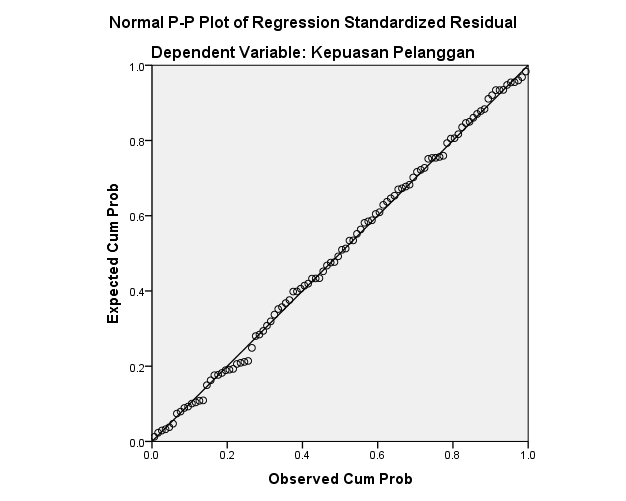 Normal P-P Plot of Regression Standardized Residual
Dependent Variable: Kepuasan Pelanggan
1.0
0.8
0.6
0.4
0.2
0.0
Expected Cum Prob
0.0 0.2 0.4 0.6 0.8 1.0
Observed Cum Prob